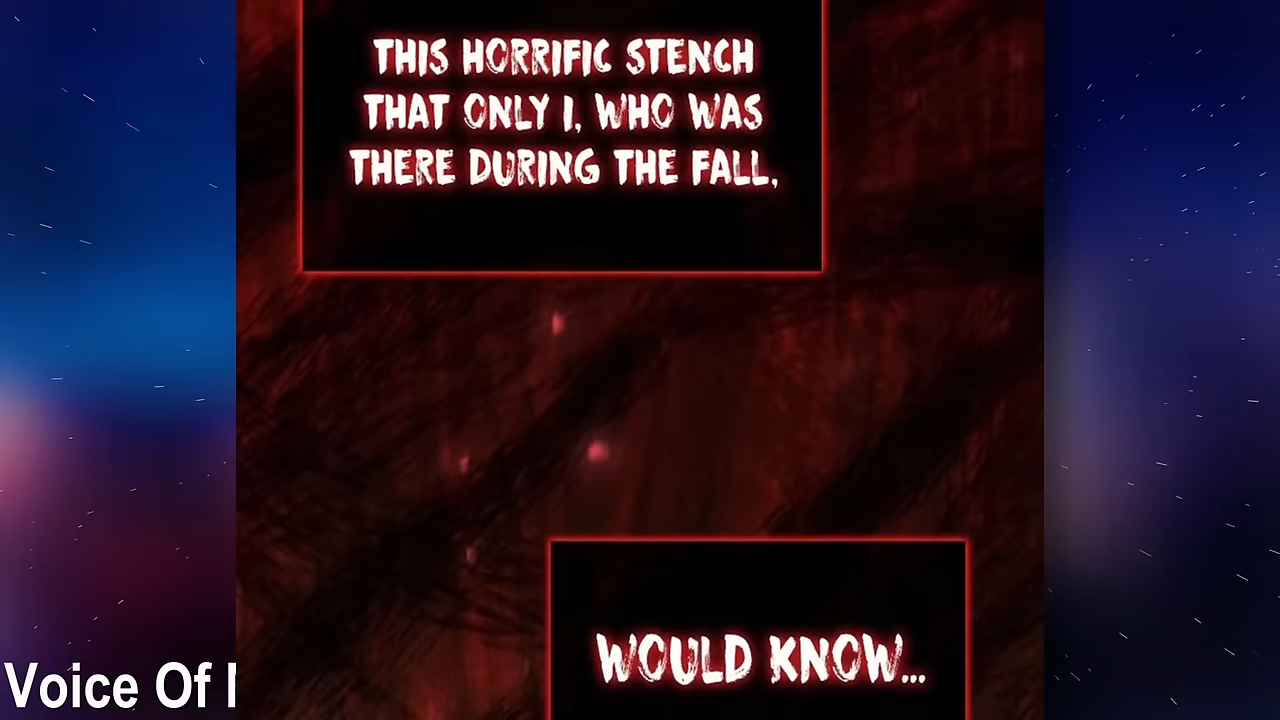 THIS HORRIFIC STENCH
THAT ONLY I, WHO WAS
THERE DURING THE FALL,
WOULD KNOW...
Voice Of